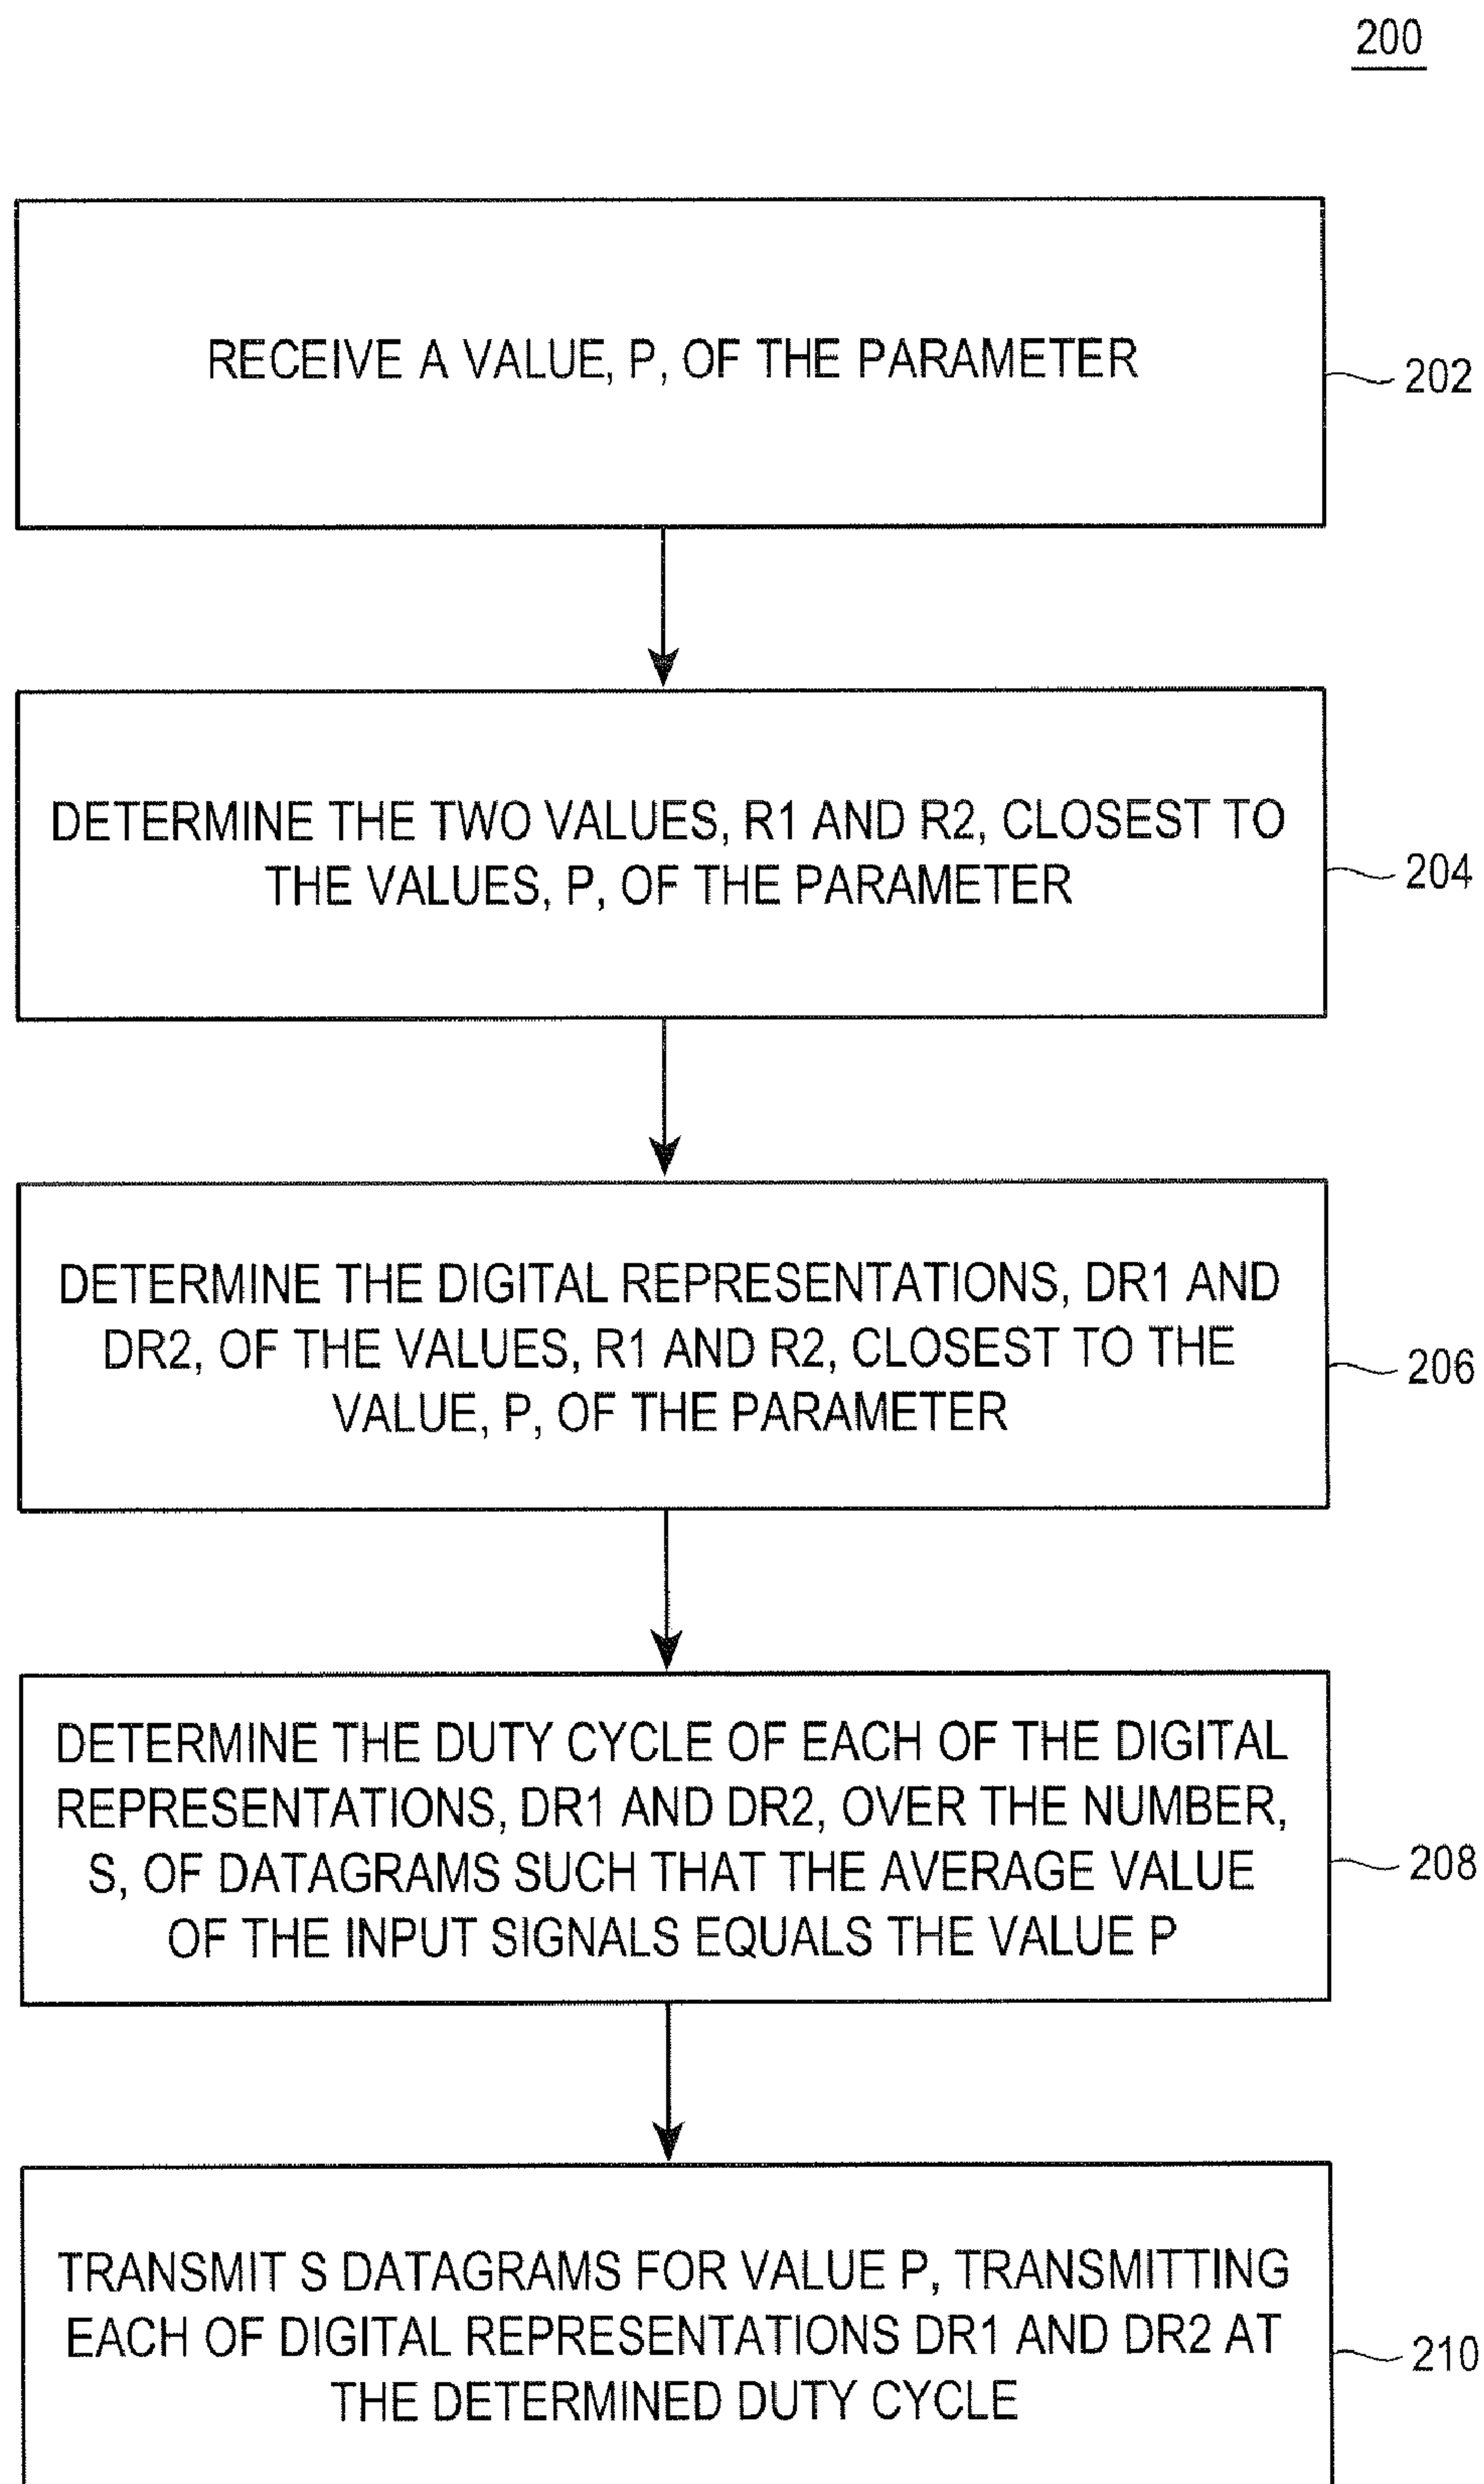 200
RECEIVE A VALUE, P, OF THE PARAMETER
202
DETERMINE THE TWO VALUES, R1 AND R2, CLOSEST TO
THE VALUES, P, OF THE PARAMETER
204
DETERMINE THE DIGITAL REPRESENTATIONS, DR1 AND
DR2, OF THE VALUES, R1 AND R2, CLOSEST TO THE
VALUE, P, OF THE PARAMETER
206
DETERMINE THE DUTY CYCLE OF EACH OF THE DIGITAL
REPRESENTATIONS, DR1 AND DR2, OVER THE NUMBER,
S, OF DATAGRAMS SUCH THAT THE AVERAGE VALUE
OF THE INPUT SIGNALS EQUALS THE VALUE P
208
TRANSMIT S DATAGRAMS FOR VALUE P, TRANSMITTING
EACH OF DIGITAL REPRESENTATIONS DR1 AND DR2 AT
THE DETERMINED DUTY CYCLE
210